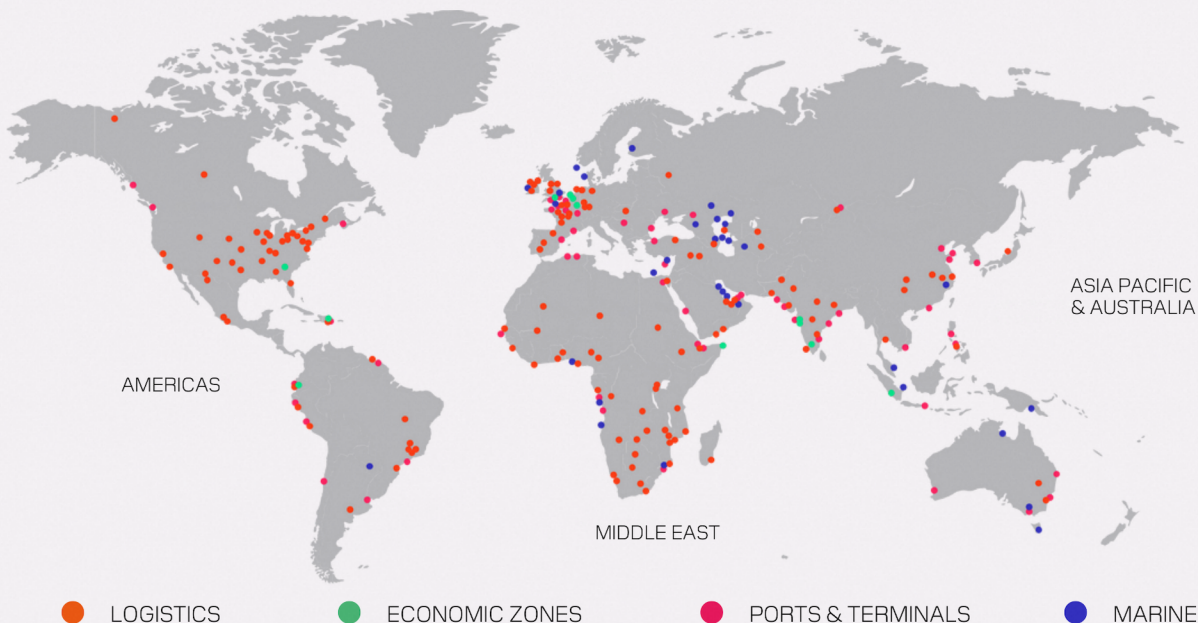 ASIA PACIFIC
& AUSTRALIA
AMERICAS
MIDDLE EAST
LOGISTICS
ECONOMIC ZONES
PORTS & TERMINALS
MARINE